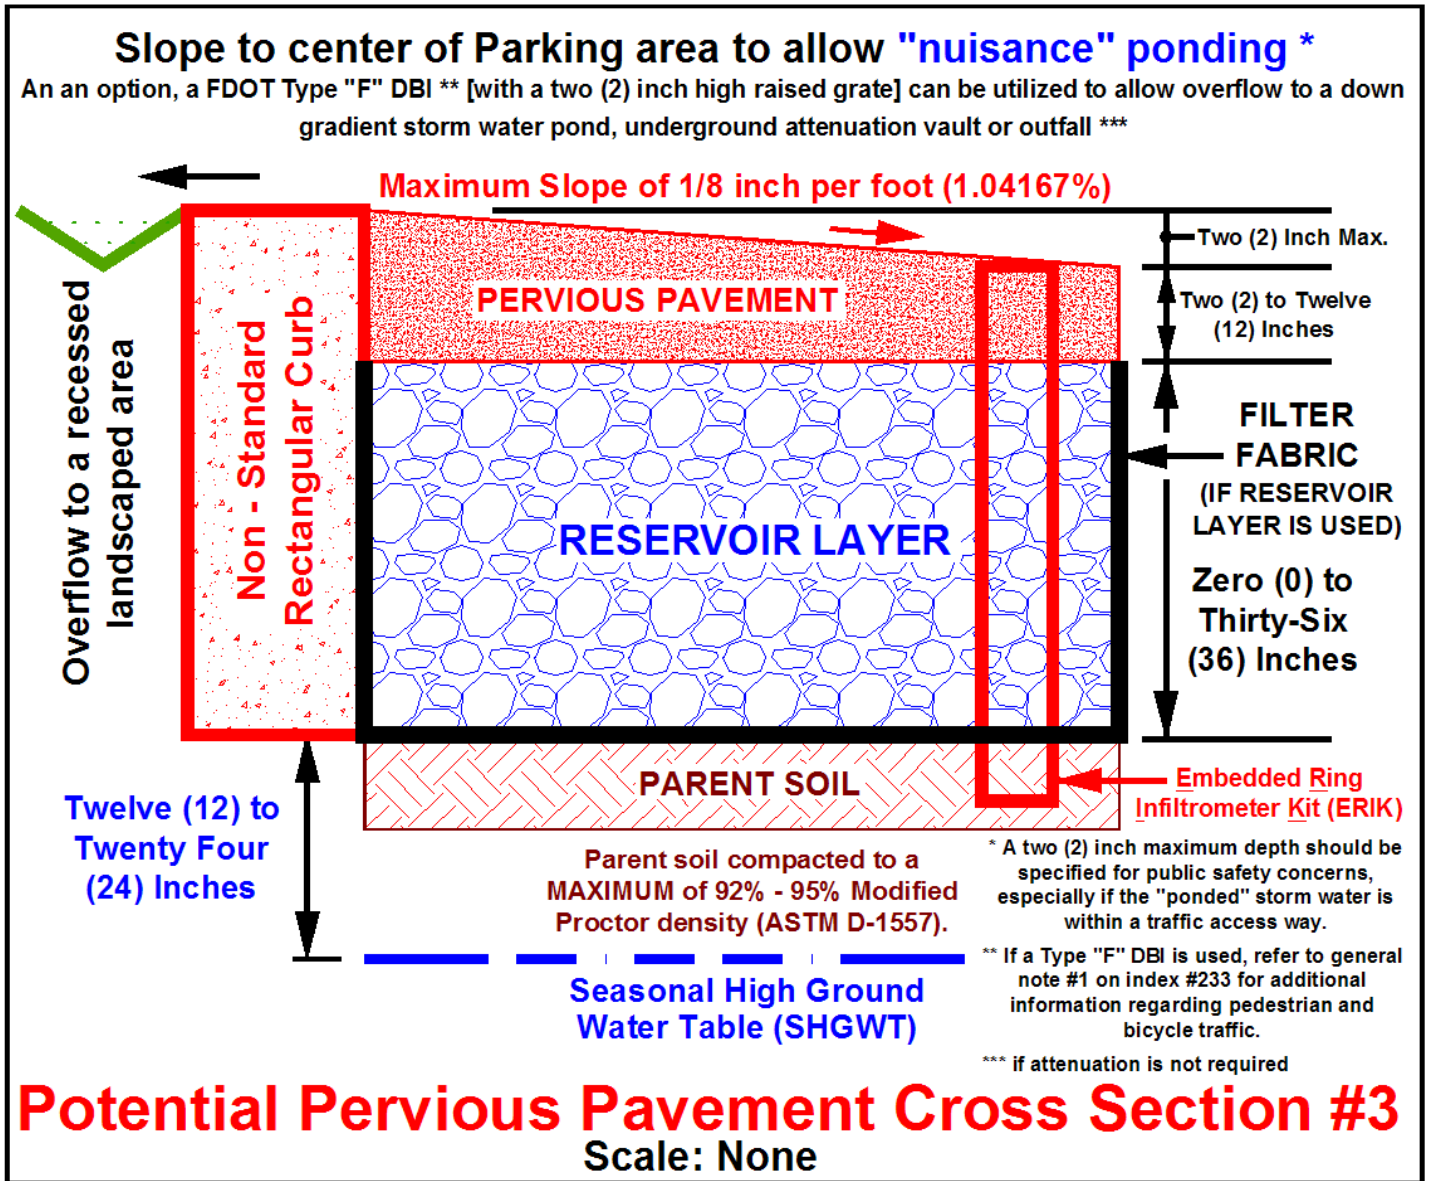 Slope to center of Parking area to allow "nuisance" ponding *
An an option, a FDOT Type "F" DBI ** [with a two (2) inch high raised grate] can be utilized to allow overflow to a down
gradient storm water pond, underground attenuation vault or outfall ***
Maximum Slope of 1/8 inch per foot (1.04167%)
Two (2) Inch Max.
Two (2) to Twelve
(12) Inches
PERVIOUS PAVEMENT
Overflow to a recessed
landscaped area
Non - Standard
Rectangular Curb
RESERVOIR LAYER
FILTER
FABRIC
(IF RESERVOIR
LAYER IS USED)
Zero (0) to
Thirty-Six
(36) Inches
PARENT SOIL
Embedded Ring
Infiltrometer Kit (ERIK)
Twelve (12) to
Twenty Four
(24) Inches
Parent soil compacted to a
MAXIMUM of 92% - 95% Modified
Proctor density (ASTM D-1557).
Seasonal High Ground
Water Table (SHGWT)
* A two (2) inch maximum depth should be
specified for public safety concerns,
especially if the "ponded" storm water is
within a traffic access way.
** If a Type "F" DBI is used, refer to general
note #1 on index #233 for additional
information regarding pedestrian and
bicycle traffic.
*** if attenuation is not required
Potential Pervious Pavement Cross Section #3
Scale: None